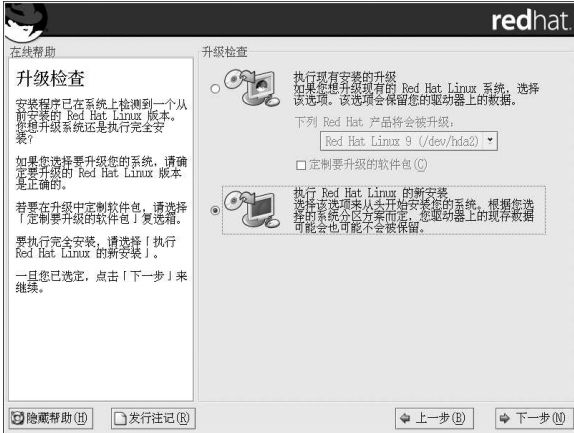 redhat.
在线帮助
升级检查
安装程序已在系统上检测到一个从
前安装的 Red Hat Linux 版本。
您想升级系统还是执行完全安
装?
如果您选择要升级您的系统，请确
定要升级的 Red Hat Linux 版本
是正确的。
若要在升级中定制软件包，请选择
「定制要升级的软件包」复选箱。
要执行完全安装，请选择「执行
Red Hat Linux 的新安装」。
一旦您已选定，点击「下一步」来
继续。
升级检查
执行现有安装的升级
如果您想升级现有的 Red Hat Linux 系统，选择
该选项。该选项会保留您的驱动器上的数据。
下列 Red Hat 产品将会被升级：
Red Hat Linux 9 (/dev/hda2)
定制要升级的软件包(C)
执行 Red Hat Linux 的新安装
选择该选项来从头开始安装您的系统。根据您选
择的系统分区方案而定，您驱动器上的现存数据
可能会也可能不会被保留。
隐藏帮助(H)
发行注记(R)
上一步(B)
下一步(N)